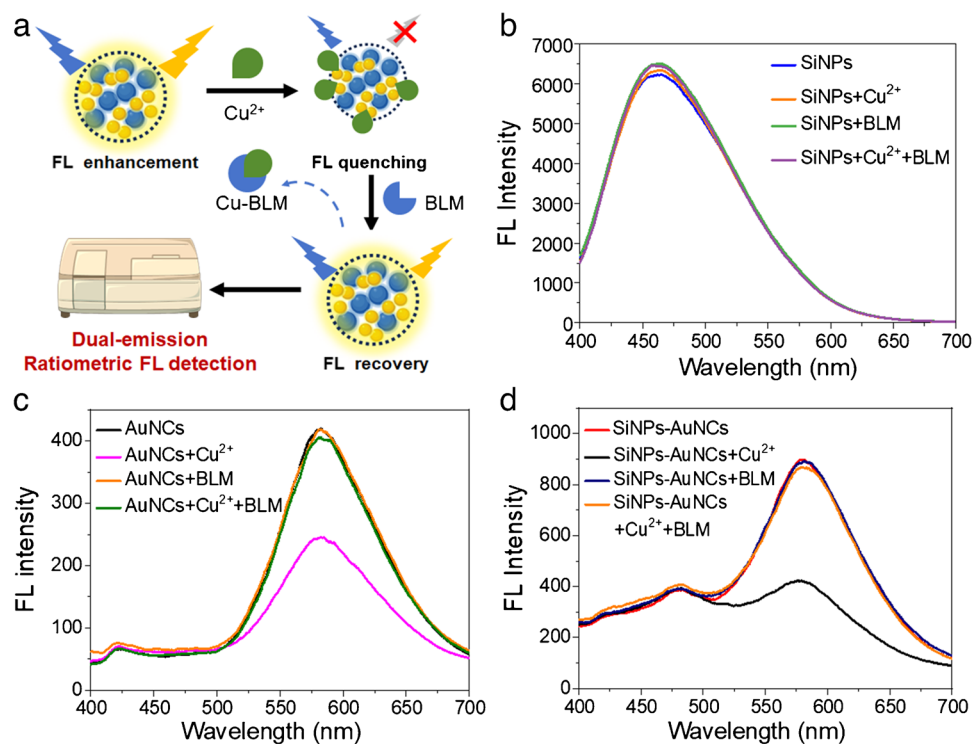 a
FL enhancement
Cu²⁺
FL quenching
Cu-BLM
BLM
Dual-emission
Ratiometric FL detection
FL recovery
b
7000
6000
5000
4000
3000
2000
1000
0
FL Intensity
SiNPs
SiNPs+Cu²⁺
SiNPs+BLM
SiNPs+Cu²⁺+BLM
400 450 500 550 600 650 700
Wavelength (nm)
c
400
300
200
100
0
FL intensity
AuNCs
AuNCs+Cu²⁺
AuNCs+BLM
AuNCs+Cu²⁺+BLM
400 450 500 550 600 650 700
Wavelength (nm)
d
1000
800
600
400
200
0
FL Intensity
SiNPs-AuNCs
SiNPs-AuNCs+Cu²⁺
SiNPs-AuNCs+BLM
SiNPs-AuNCs
+Cu²⁺+BLM
400 450 500 550 600 650 700
Wavelength (nm)